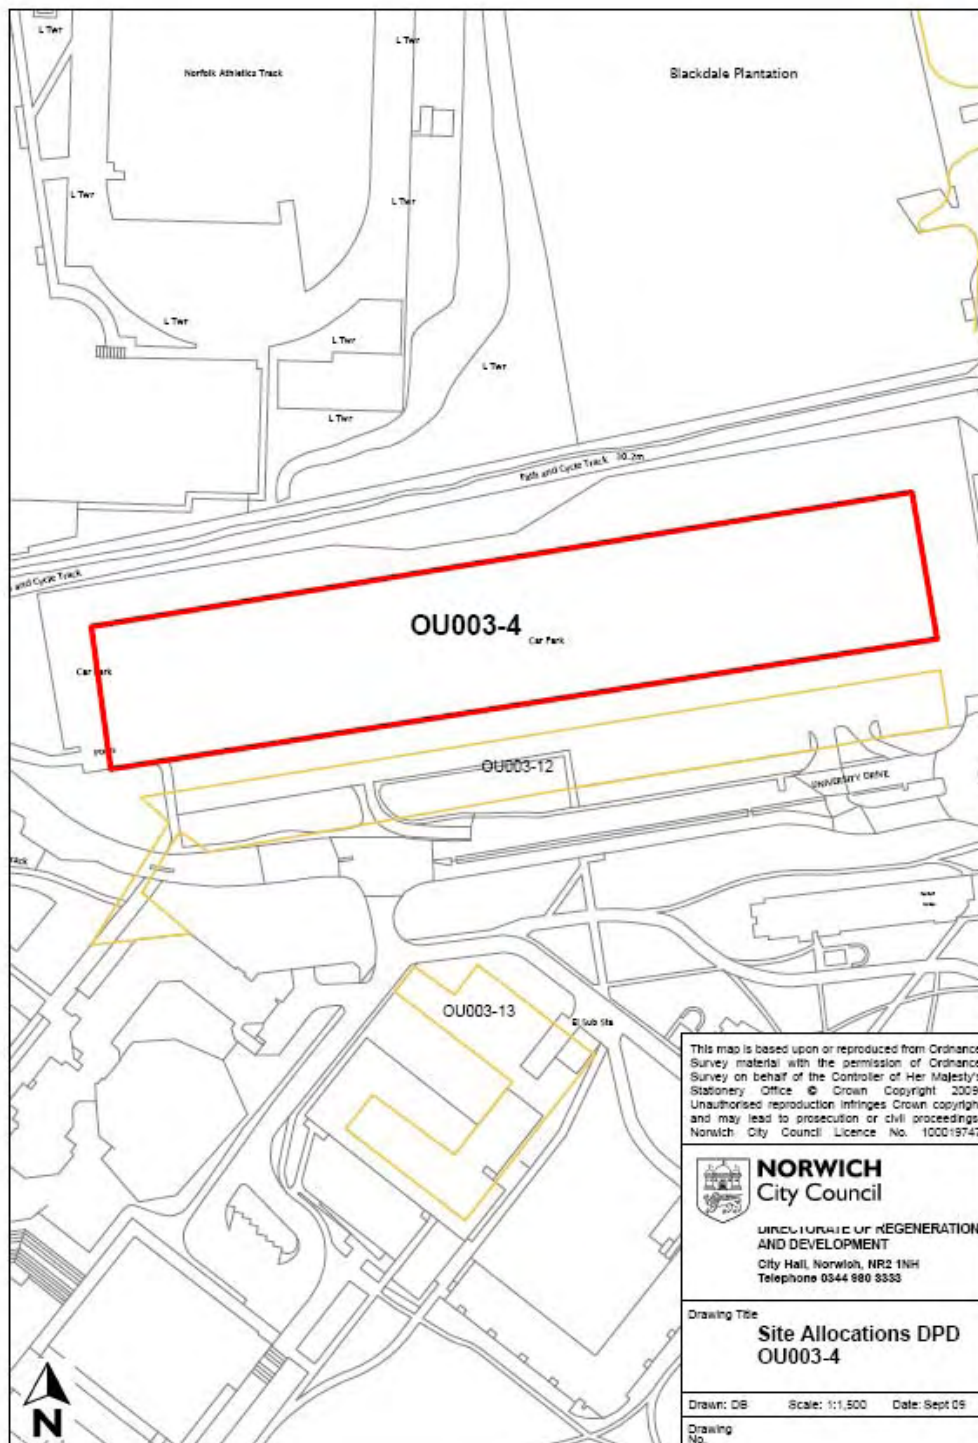 L Twr
L Twr
Norfolk Athletics Track
Blackdale Plantation
L Twr
L Twr
L Twr
L Twr
L Twr
L Twr
Path and Cycle Track
and Cycle Track
OU003-4
Car Park
Car Park
OU003-12
UNIVERSITY DRIVE
OU003-13
El Sub Sta
This map is based upon or reproduced from Ordnance
Survey material with the permission of Ordnance
Survey on behalf of the Controller of Her Majesty's
Stationery Office © Crown Copyright 2009
Unauthorised reproduction infringes Crown copyrigh
and may lead to prosecution or civil proceedings
Norwich City Council Licence No. 100019747
NORWICH
City Council
DIRECTORATE OF REGENERATION
AND DEVELOPMENT
City Hall, Norwich, NR2 1NH
Telephone 0344 980 3333
Drawing Title
Site Allocations DPD
OU003-4
Drawn: DB Scale: 1:1,500 Date: Sept 09
Drawing
No.
N